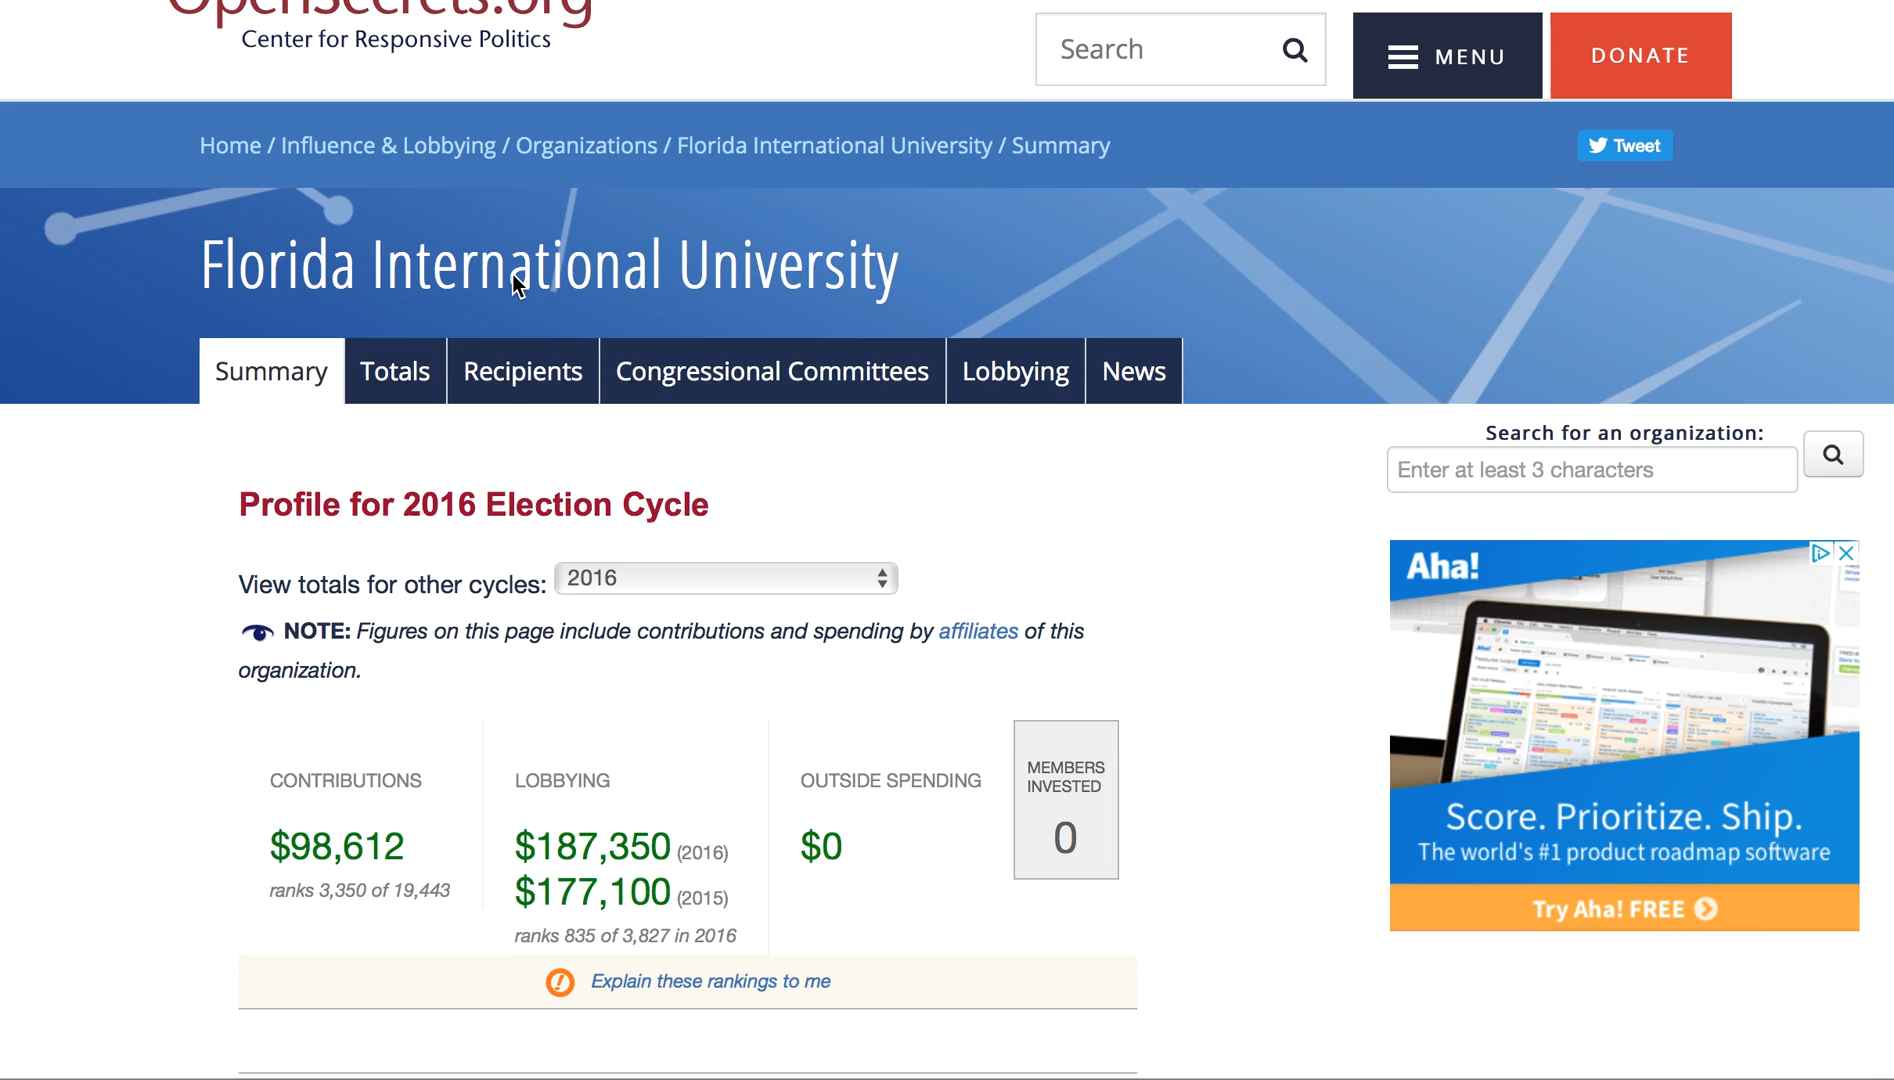 OpenSecrets.org
Center for Responsive Politics
Search
MENU
DONATE
Home / Influence & Lobbying / Organizations / Florida International University / Summary
Tweet
Florida International University
Summary
Totals
Recipients
Congressional Committees
Lobbying
News
Search for an organization:
Enter at least 3 characters
Profile for 2016 Election Cycle
View totals for other cycles: 2016
NOTE: Figures on this page include contributions and spending by affiliates of this
organization.
CONTRIBUTIONS
$98,612
ranks 3,350 of 19,443
LOBBYING
$187,350 (2016)
$177,100 (2015)
ranks 835 of 3,827 in 2016
OUTSIDE SPENDING
$0
MEMBERS
INVESTED
0
Explain these rankings to me
Aha!
Aha!
Score. Prioritize. Ship.
The world's #1 product roadmap software
Try Aha! FREE